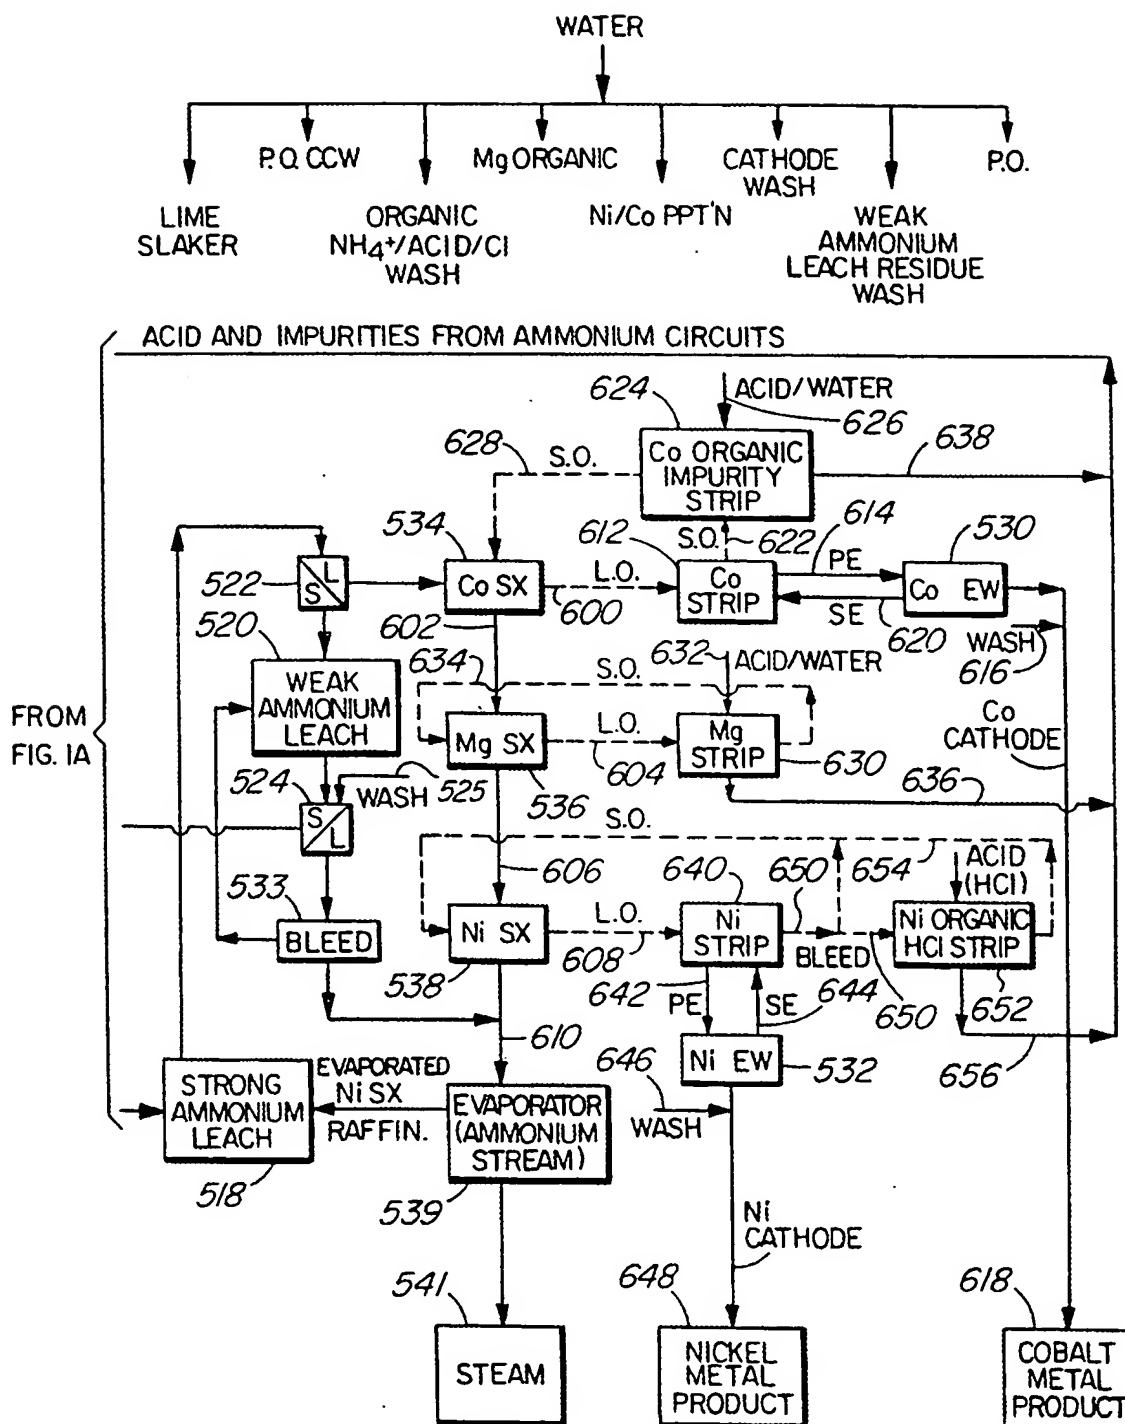 WATER
P.O. CCW
Mg ORGANIC
CATHODE
WASH
P.O.
LIME
SLAKER
ORGANIC
NH4+/ACID/Cl
WASH
Ni/Co PPT'N
WEAK
AMMONIUM
LEACH RESIDUE
WASH
ACID AND IMPURITIES FROM AMMONIUM CIRCUITS
624
ACID/WATER
626
628
S.O.
Co ORGANIC
IMPURITY
STRIP
638
534
612
S.O.
622
614
530
522
L
S
Co SX
L.O.
600
Co
STRIP
PE
SE
Co EW
620
520
602
WASH
616
634
632
ACID/WATER
S.O.
WEAK
AMMONIUM
LEACH
FROM
FIG. 1A
Mg SX
L.O.
604
Mg
STRIP
630
Co
CATHODE
524
WASH
525
536
636
S
L
S.O.
606
640
650
654
ACID
(HCl)
533
BLEED
Ni SX
L.O.
608
Ni
STRIP
BLEED
Ni ORGANIC
HCl STRIP
538
642
PE
SE
644
650
652
610
646
Ni EW
532
656
STRONG
AMMONIUM
LEACH
EVAPORATED
Ni SX
RAFFIN.
EVAPORATOR
(AMMONIUM
STREAM)
WASH
518
539
Ni
CATHODE
541
648
618
STEAM
NICKEL
METAL
PRODUCT
COBALT
METAL
PRODUCT